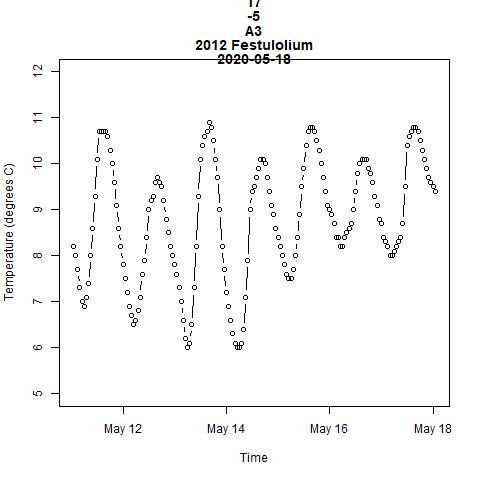 17
-5
A3
2012 Festulolium
2020-05-18
12
11
10
9
8
7
6
5
Temperature (degrees C)
May 12
May 14
May 16
May 18
Time